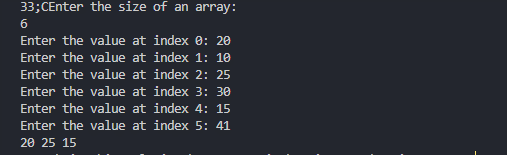 33;CEnter the size of an array:
6
Enter the value at index 0: 20
Enter the value at index 1: 10
Enter the value at index 2: 25
Enter the value at index 3: 30
Enter the value at index 4: 15
Enter the value at index 5: 41
20 25 15